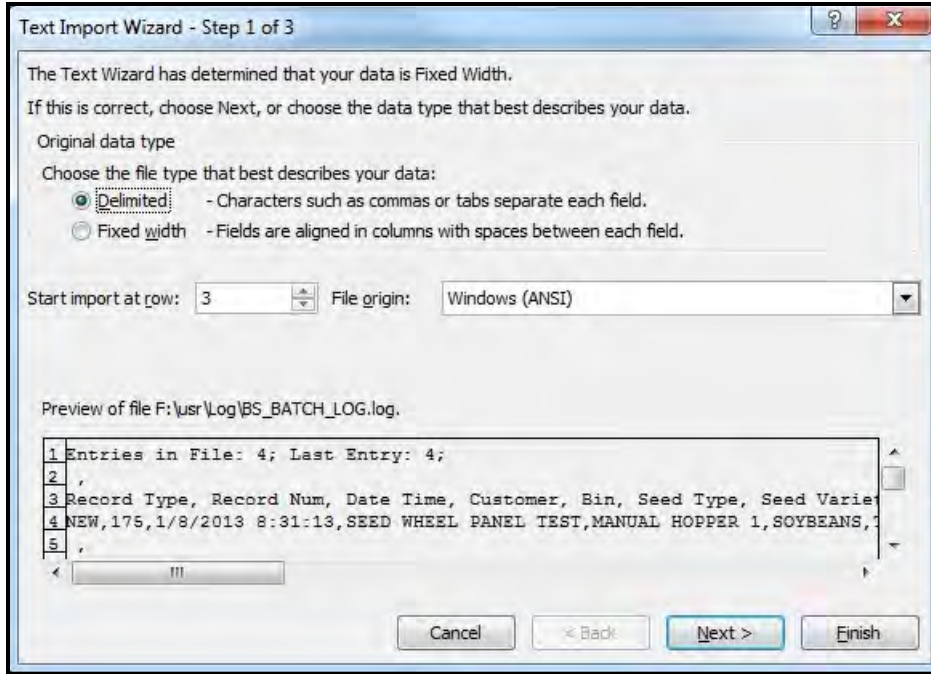 Text Import Wizard - Step 1 of 3
The Text Wizard has determined that your data is Fixed Width.
If this is correct, choose Next, or choose the data type that best describes your data.
Original data type
Choose the file type that best describes your data:
Delimited - Characters such as commas or tabs separate each field.
Fixed width - Fields are aligned in columns with spaces between each field.
Start import at row: 3 File origin: Windows (ANSI)
Preview of file F:\usr\Log\BS_BATCH_LOG.log.
1 Entries in File: 4; Last Entry: 4;
2 ,
3 Record Type, Record Num, Date Time, Customer, Bin, Seed Type, Seed Variet
4 NEW,175,1/8/2013 8:31:13,SEED WHEEL PANEL TEST,MANUAL HOPPER 1,SOYBEANS,
5 ,
Cancel < Back Next > Finish